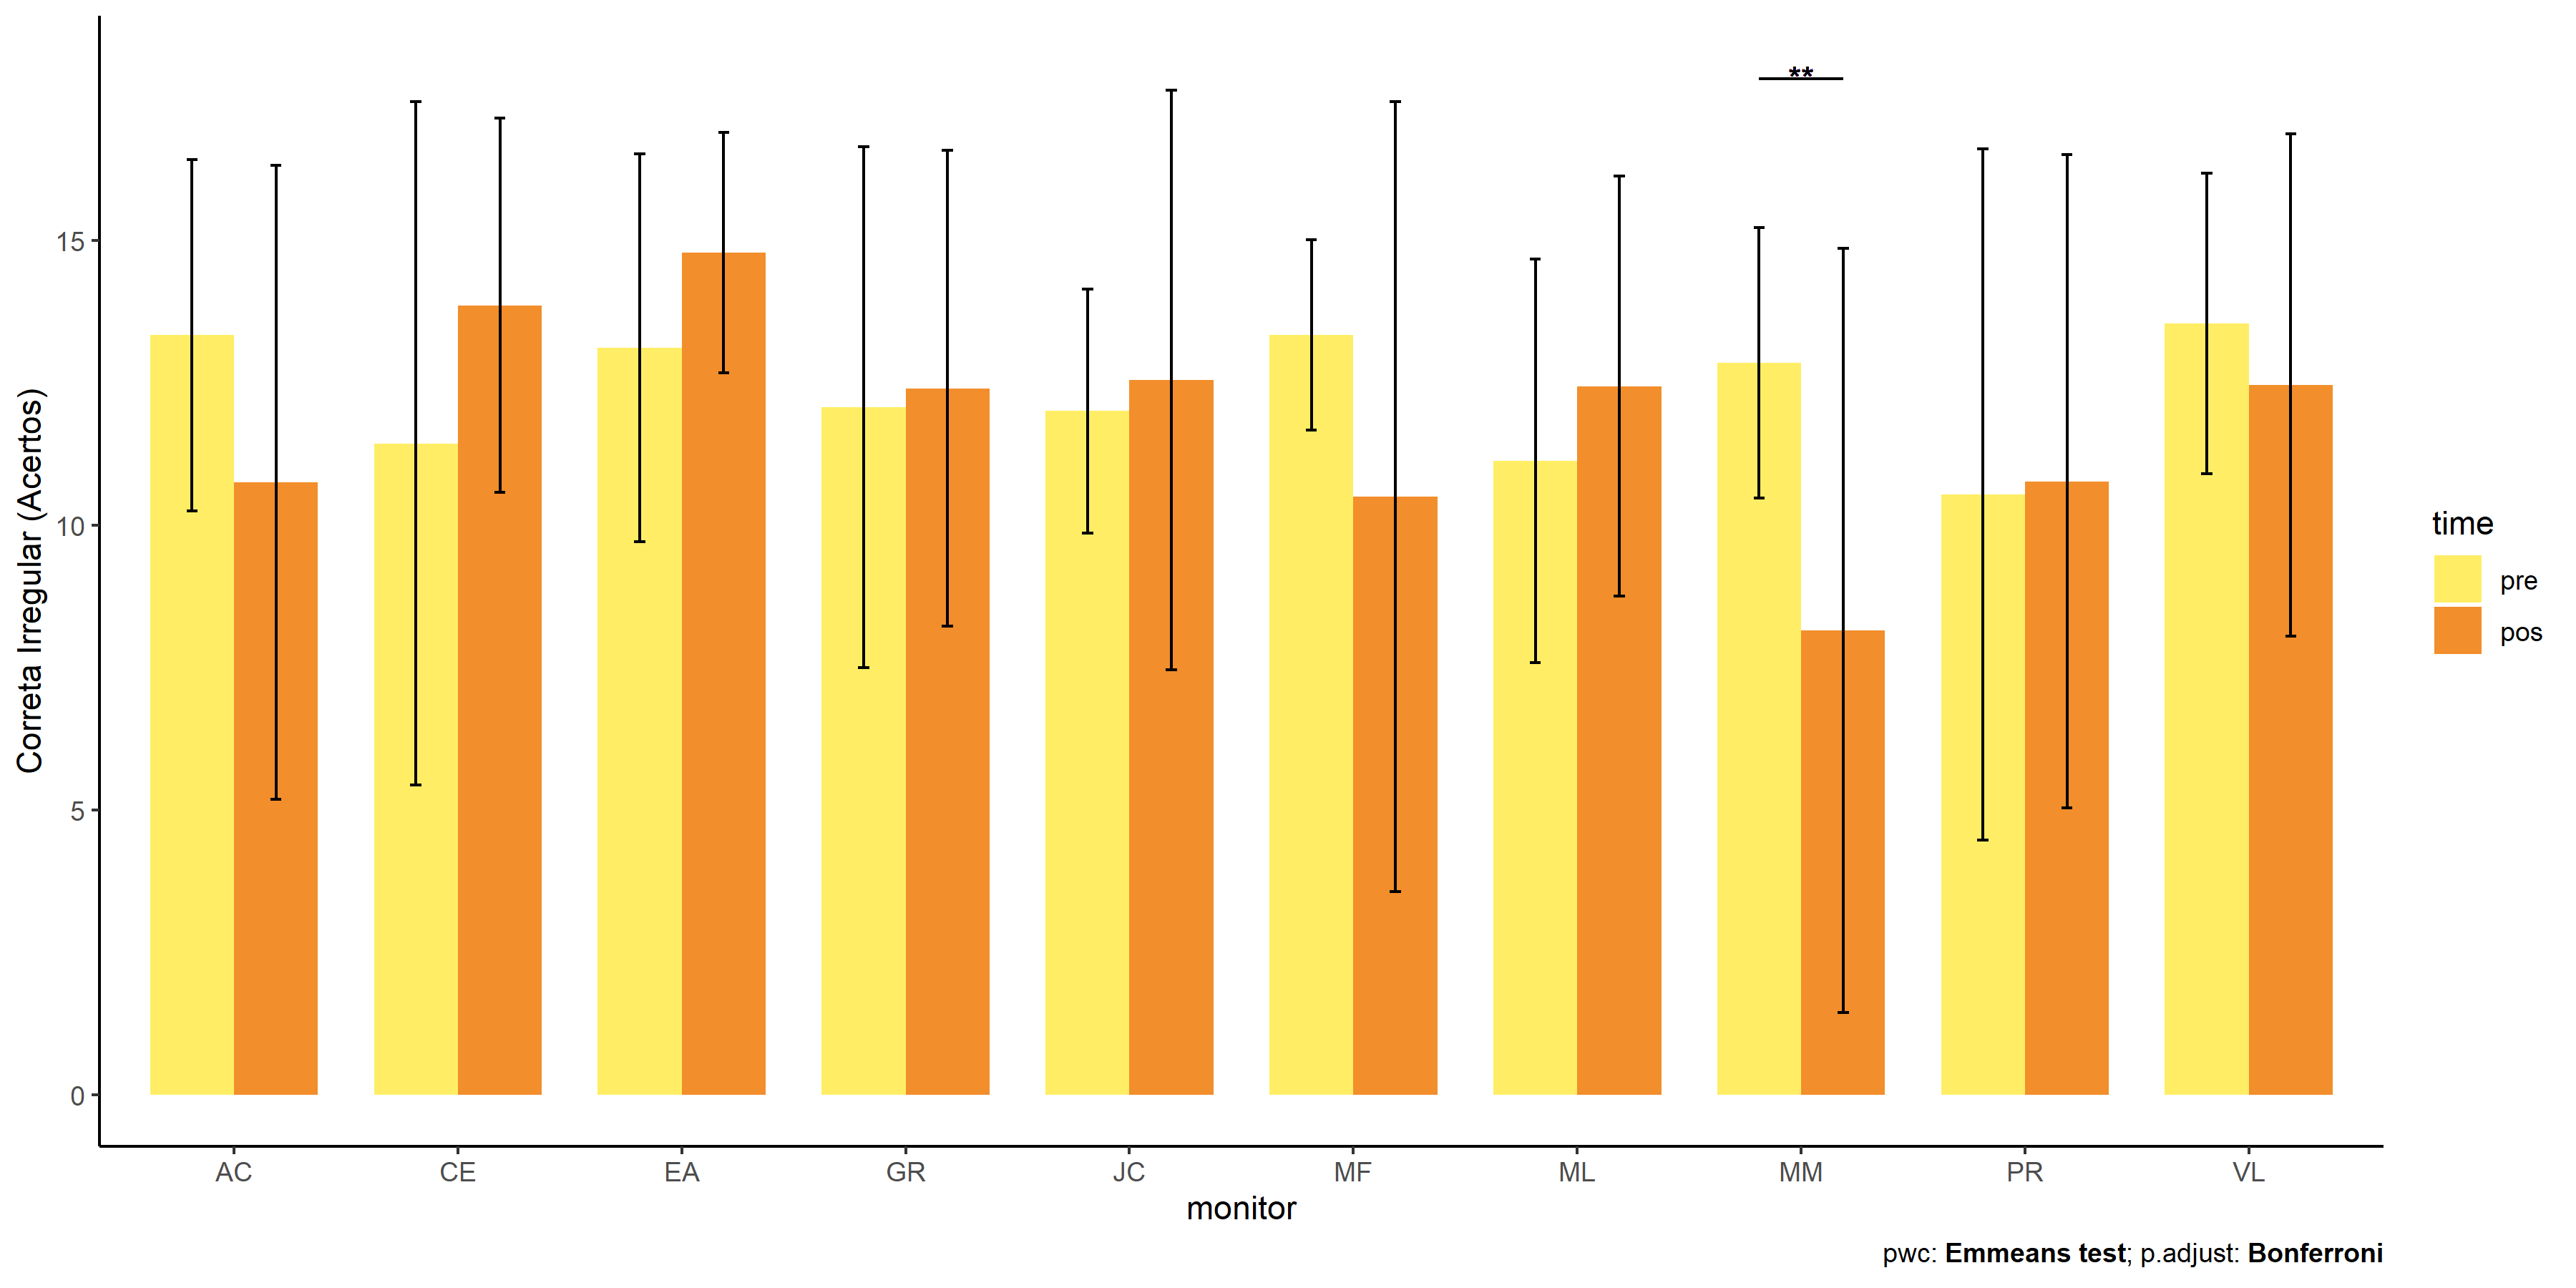 **
15
10
5
0
Correta Irregular (Acertos)
AC CE EA GR JC MF ML MM PR VL
monitor
time
pre
pos
pwc: Emmeans test; p.adjust: Bonferroni